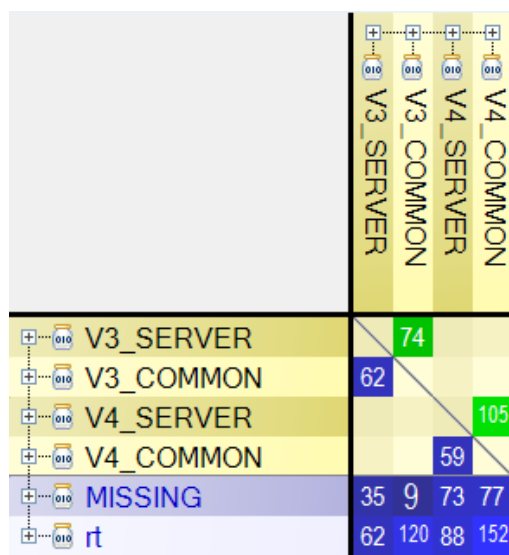 V3_SERVER
V3_COMMON
V4_SERVER
V4_COMMON
V3_SERVER 74
V3_COMMON 62
V4_SERVER 105
V4_COMMON 59
MISSING 35 9 73 77
rt 62 120 88 152